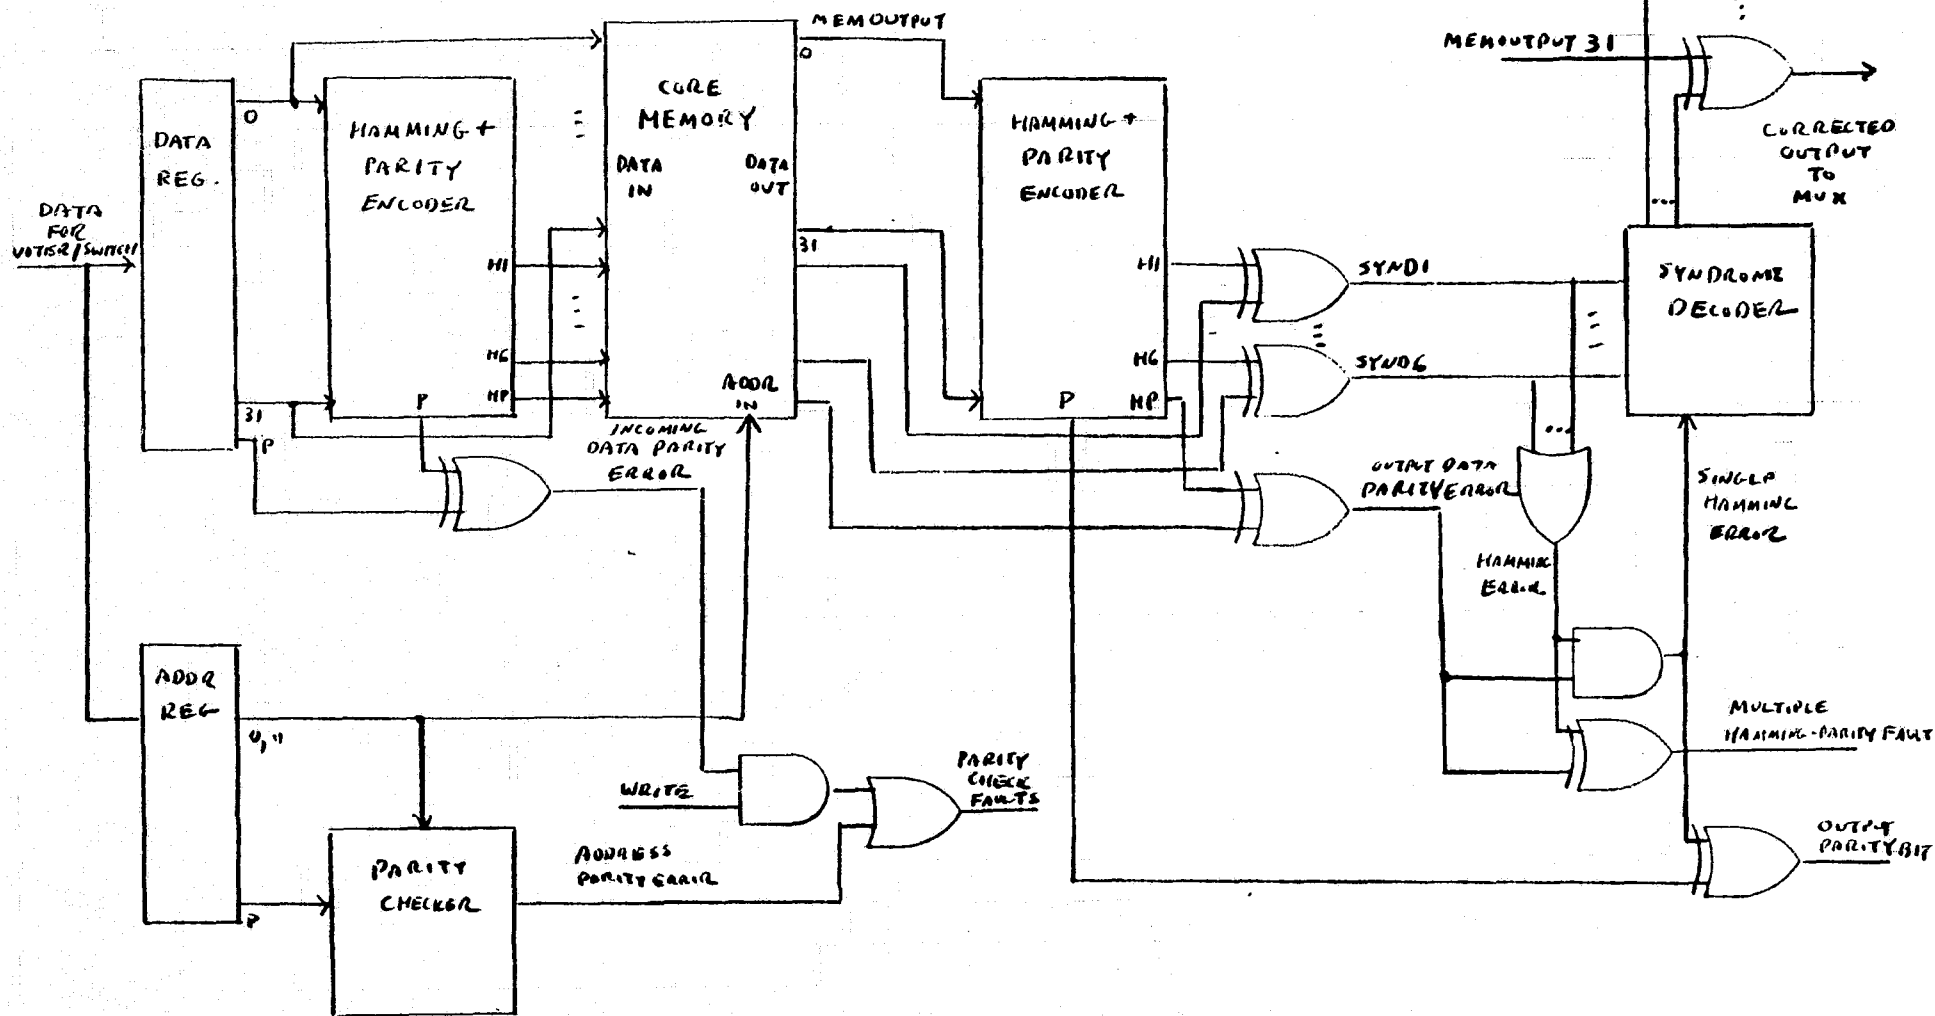 MEMOUTPUT
0
MEMOUTPUT 31
CORRECTED
OUTPUT
TO
MUX
DATA
REG.
0
31
P
HAMMING +
PARITY
ENCODER
H1
H6
HP
P
CORE
MEMORY
DATA
IN
DATA
OUT
ADDR
IN
31
HAMMING +
PARITY
ENCODER
H1
H6
HP
P
DATA
FOR
VOTER/SWITCH
SYND1
SYND6
SYNDROME
DECODER
INCOMING
DATA PARITY
ERROR
OUTPUT DATA
PARITY ERROR
SINGLE
HAMMING
ERROR
HAMMING
ERROR
ADDR
REG
P
WRITE
PARITY
CHECK
FAULTS
MULTIPLE
HAMMING-PARITY FAULT
OUTPUT
PARITY BIT
PARITY
CHECKER
ADDRESS
PARITY ERROR